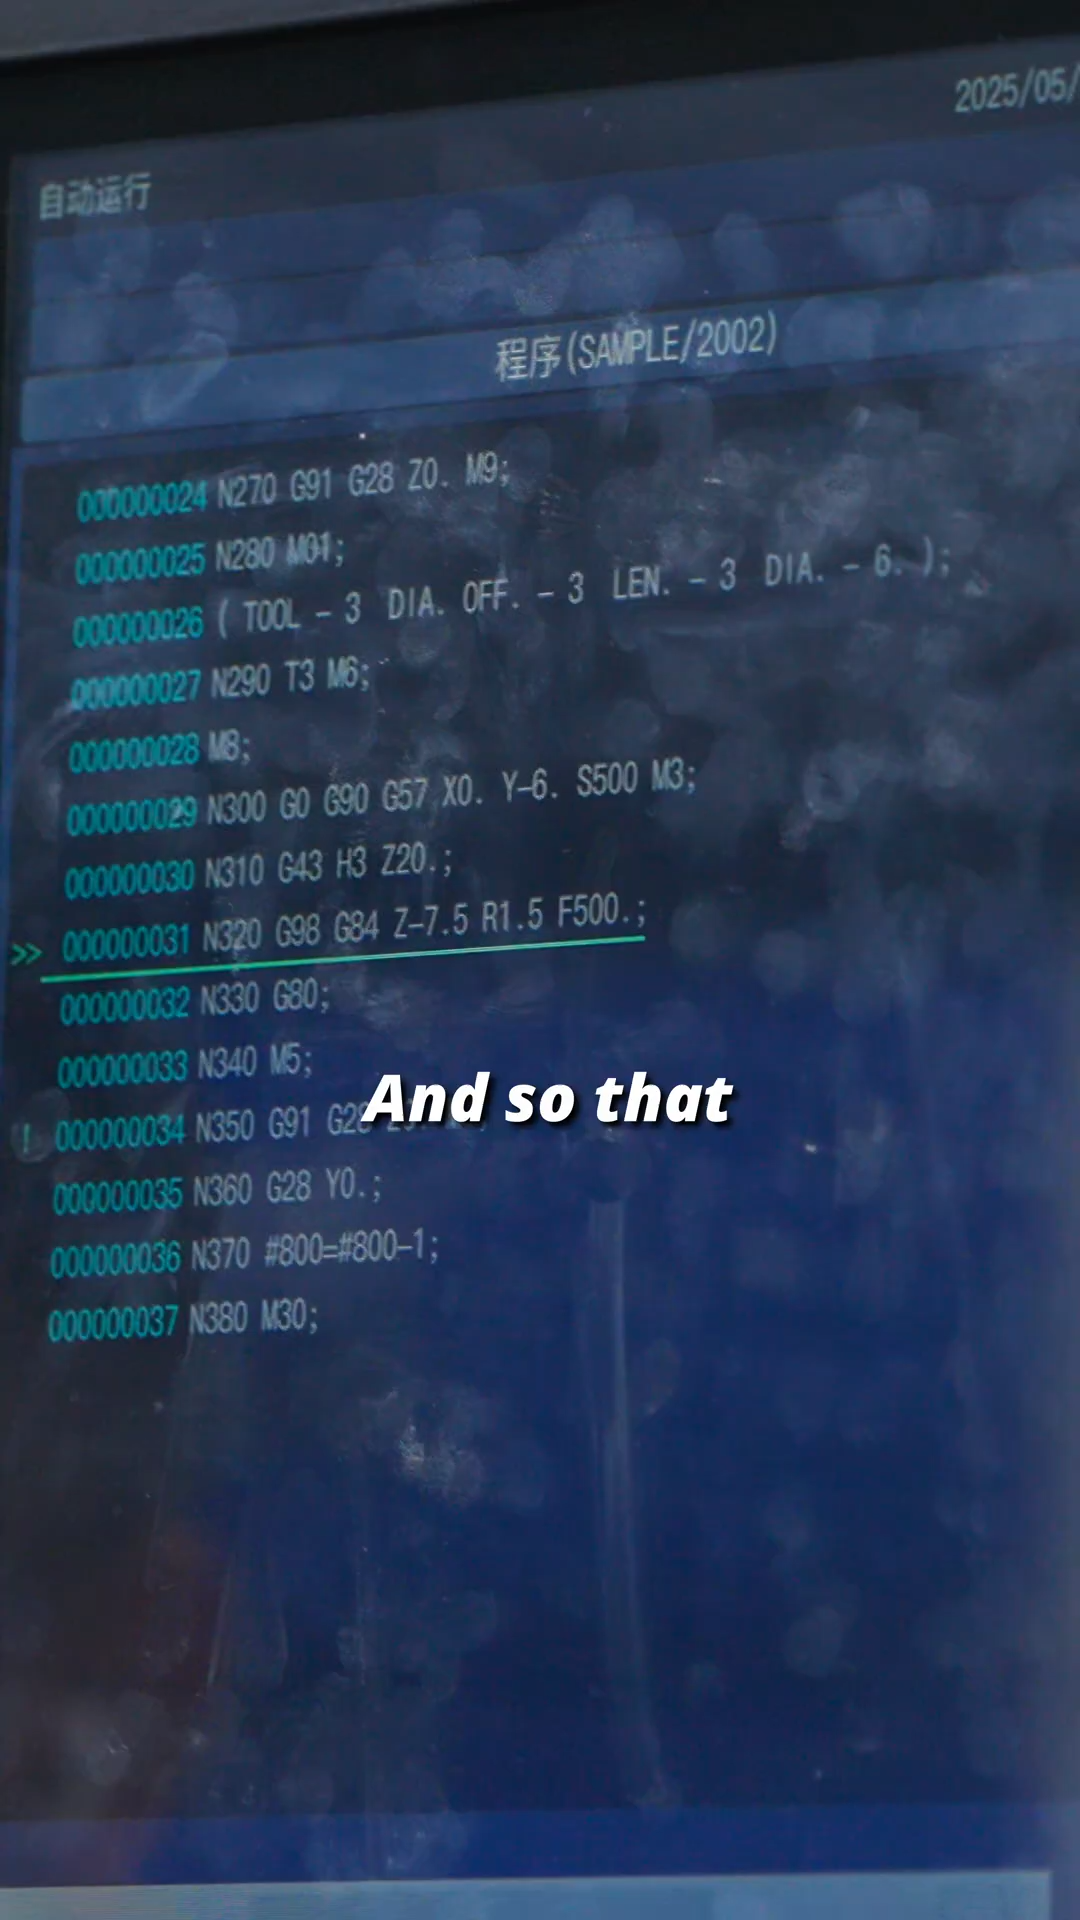 2025/05/
自动运行
程序(SAMPLE/2002)
000000024 N270 G91 G28 Z0. M9;
000000025 N280 M01;
000000026 ( TOOL - 3 DIA. OFF. - 3 LEN. - 3 DIA. - 6. );
000000027 N290 T3 M6;
000000028 M8;
000000029 N300 G0 G90 G57 X0. Y-6. S500 M3;
000000030 N310 G43 H3 Z20.;
>> 000000031 N320 G98 G84 Z-7.5 R1.5 F500.;
000000032 N330 G80;
000000033 N340 M5;
And so that
! 000000034 N350 G91 G28
000000035 N360 G28 Y0.;
000000036 N370 #800=#800-1;
000000037 N380 M30;